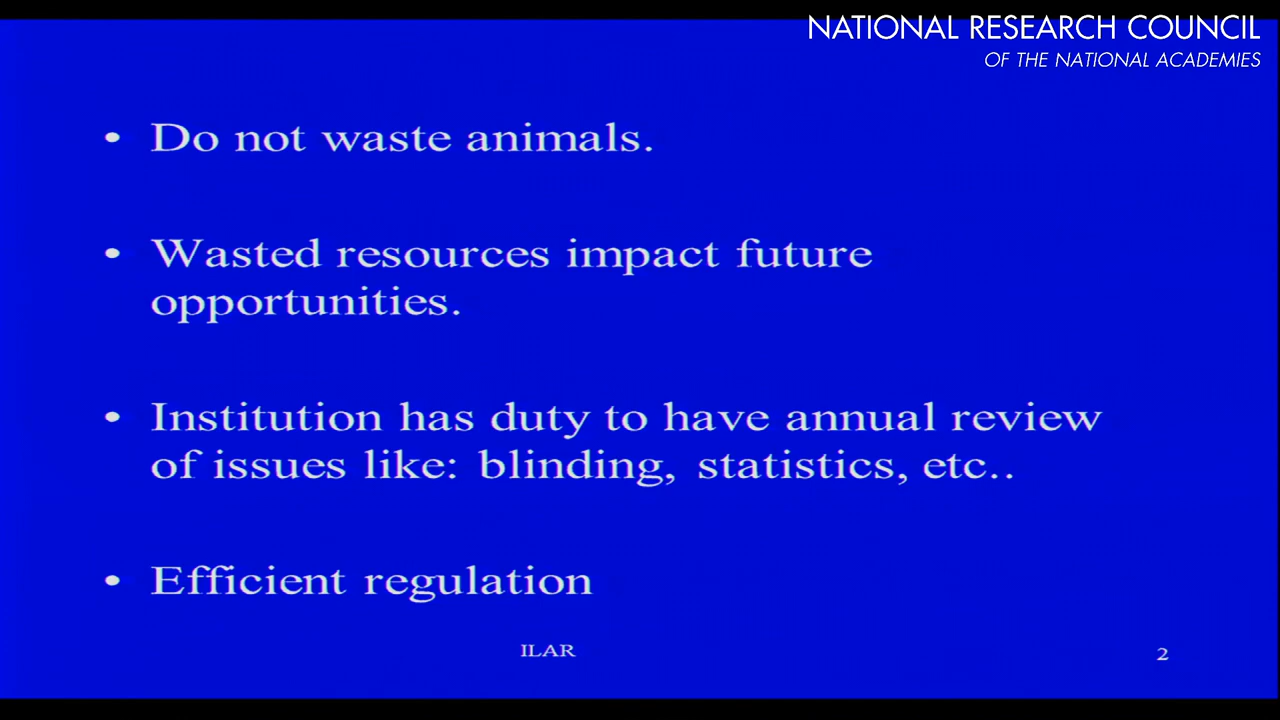 NATIONAL RESEARCH COUNCIL
OF THE NATIONAL ACADEMIES
• Do not waste animals.
• Wasted resources impact future
opportunities.
• Institution has duty to have annual review
of issues like: blinding, statistics, etc..
• Efficient regulation
ILAR
2